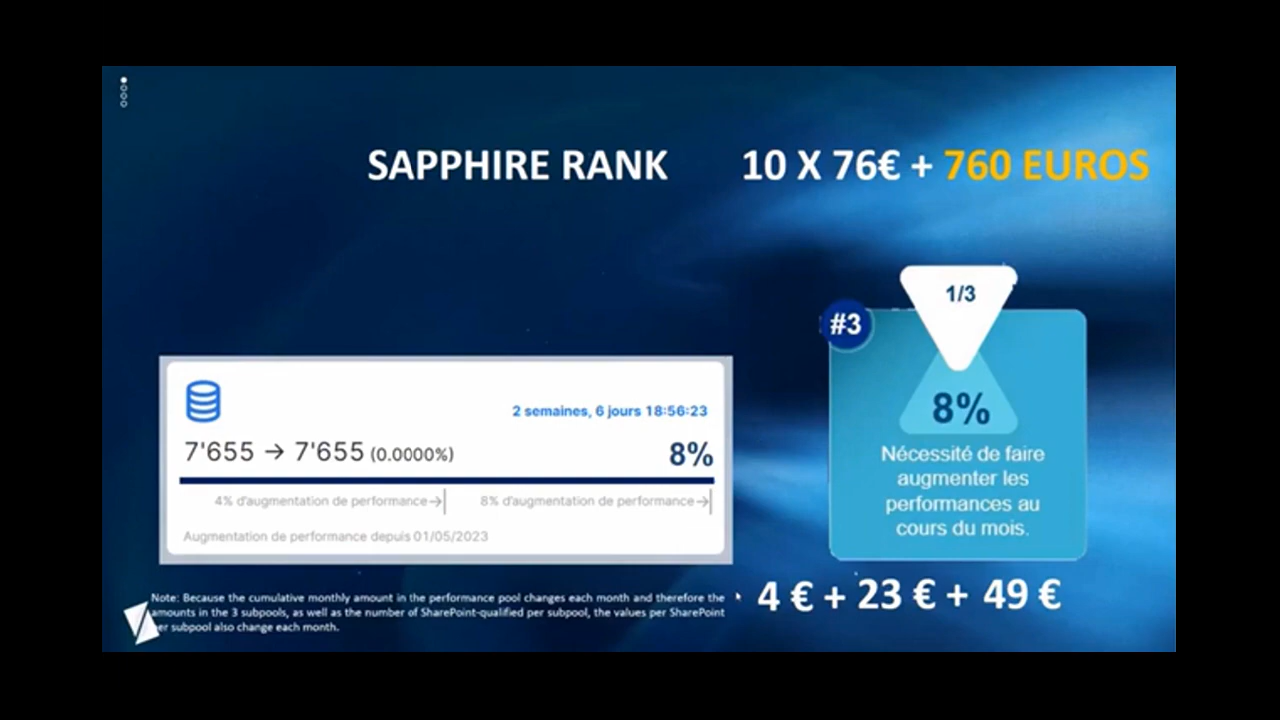 SAPPHIRE RANK
10 X 76€ + 760 EUROS
1/3
#3
8%
Nécessité de faire
augmenter les
performances au
cours du mois.
2 semaines, 6 jours 18:56:23
7'655 → 7'655 (0.0000%)
8%
4% d'augmentation de performance→|
8% d'augmentation de performance→|
Augmentation de performance depuis 01/05/2023
4 € + 23 € + 49 €
Note: Because the cumulative monthly amount in the performance pool changes each month and therefore the
amounts in the 3 subpools, as well as the number of SharePoint-qualified per subpool, the values per SharePoint
per subpool also change each month.